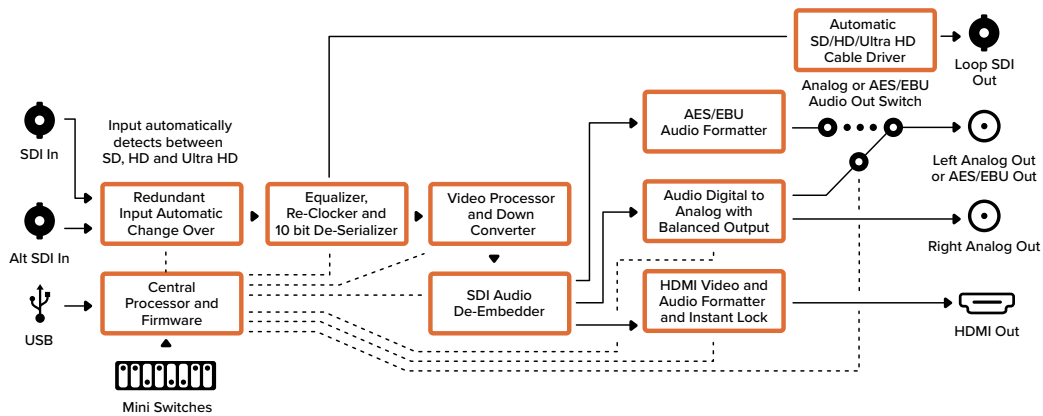 Automatic
SD/HD/Ultra HD
Cable Driver
Loop SDI
Out
Analog or AES/EBU
Audio Out Switch
SDI In
Input automatically
detects between
SD, HD and Ultra HD
AES/EBU
Audio Formatter
Left Analog Out
or AES/EBU Out
Alt SDI In
Redundant
Input Automatic
Change Over
Equalizer,
Re-Clocker and
10 bit De-Serializer
Video Processor
and Down
Converter
Audio Digital to
Analog with
Balanced Output
Right Analog Out
USB
Central
Processor and
Firmware
SDI Audio
De-Embedder
HDMI Video and
Audio Formatter
and Instant Lock
HDMI Out
Mini Switches